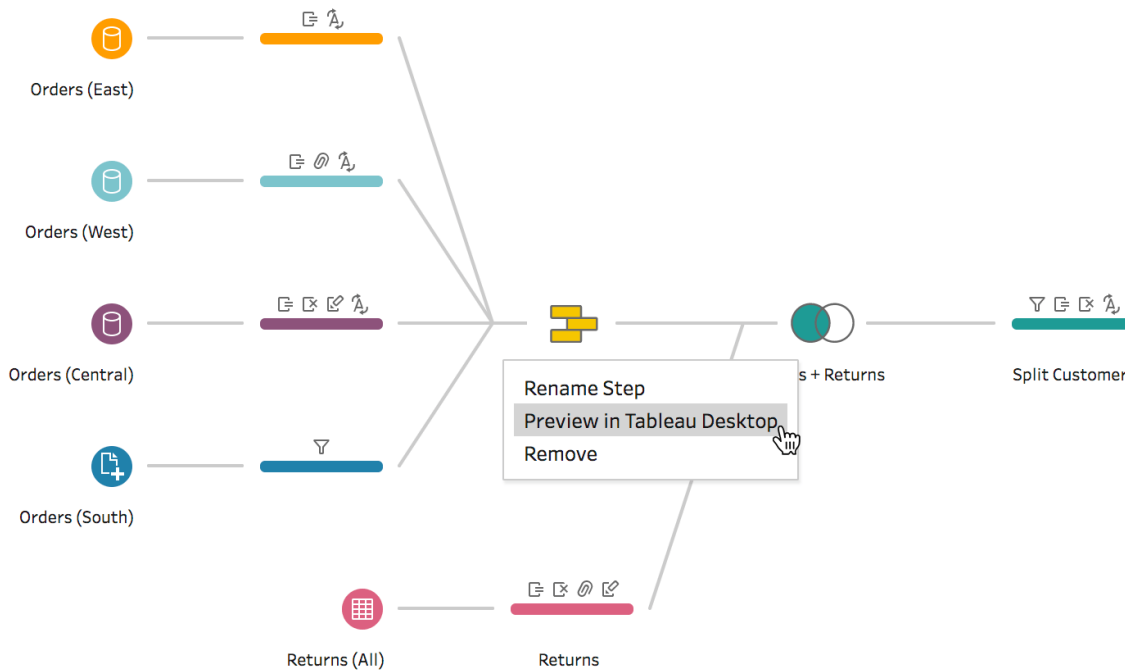 Orders (East)
Orders (West)
Orders (Central)
Rename Step
Preview in Tableau Desktop
Remove
s + Returns
Split Customer
Orders (South)
Returns (All)
Returns